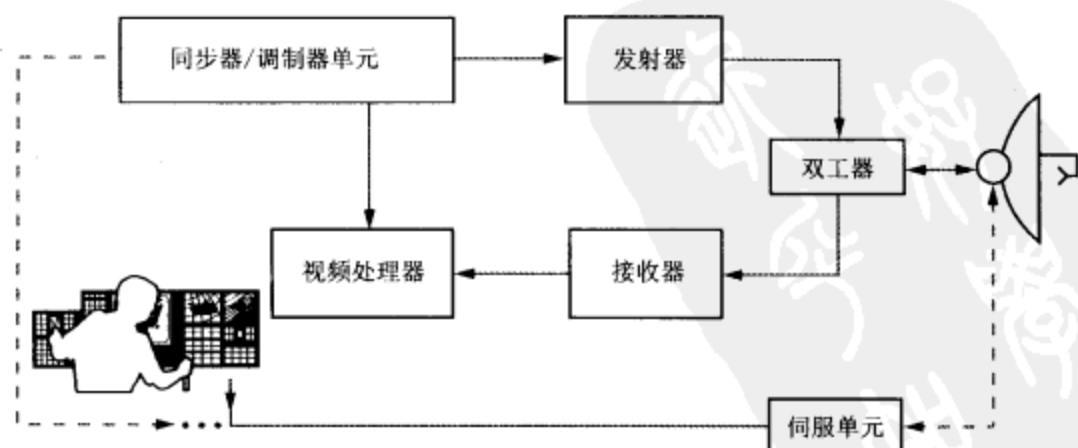 同步器/调制器单元
发射器
双工器
视频处理器
接收器
伺服单元